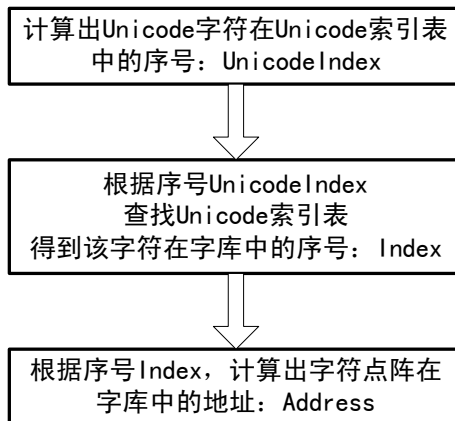 计算出Unicode字符在Unicode索引表
中的序号：UnicodeIndex
根据序号UnicodeIndex
查找Unicode索引表
得到该字符在字库中的序号：Index
根据序号Index，计算出字符点阵在
字库中的地址：Address